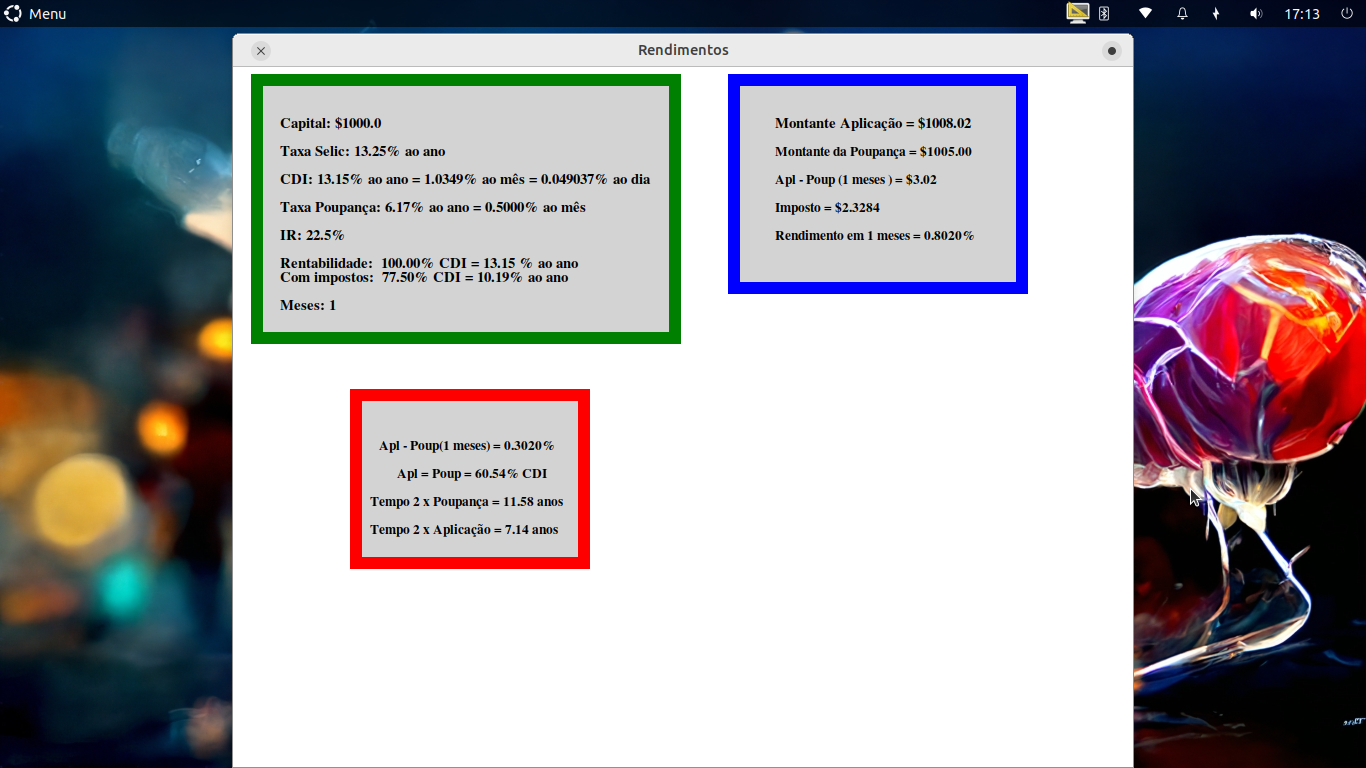 Menu
17:13
Rendimentos
Capital: $1000.0
Taxa Selic: 13.25% ao ano
CDI: 13.15% ao ano = 1.0349% ao mês = 0.049037% ao dia
Taxa Poupança: 6.17% ao ano = 0.5000% ao mês
IR: 22.5%
Rentabilidade:  100.00% CDI = 13.15 % ao ano
Com impostos:  77.50% CDI = 10.19% ao ano
Meses: 1
Montante Aplicação = $1008.02
Montante da Poupança = $1005.00
Apl - Poup (1 meses ) = $3.02
Imposto = $2.3284
Rendimento em 1 meses = 0.8020%
Apl - Poup(1 meses) = 0.3020%
Apl = Poup = 60.54% CDI
Tempo 2 x Poupança = 11.58 anos
Tempo 2 x Aplicação = 7.14 anos